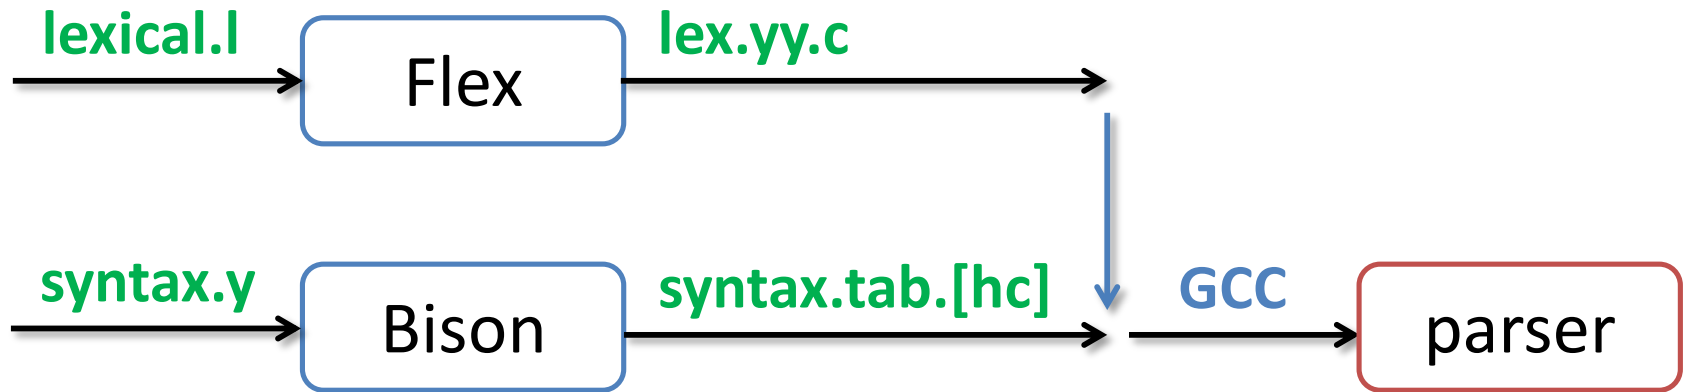 lexical.l
Flex
lex.yy.c
syntax.y
Bison
syntax.tab.[hc]
GCC
parser